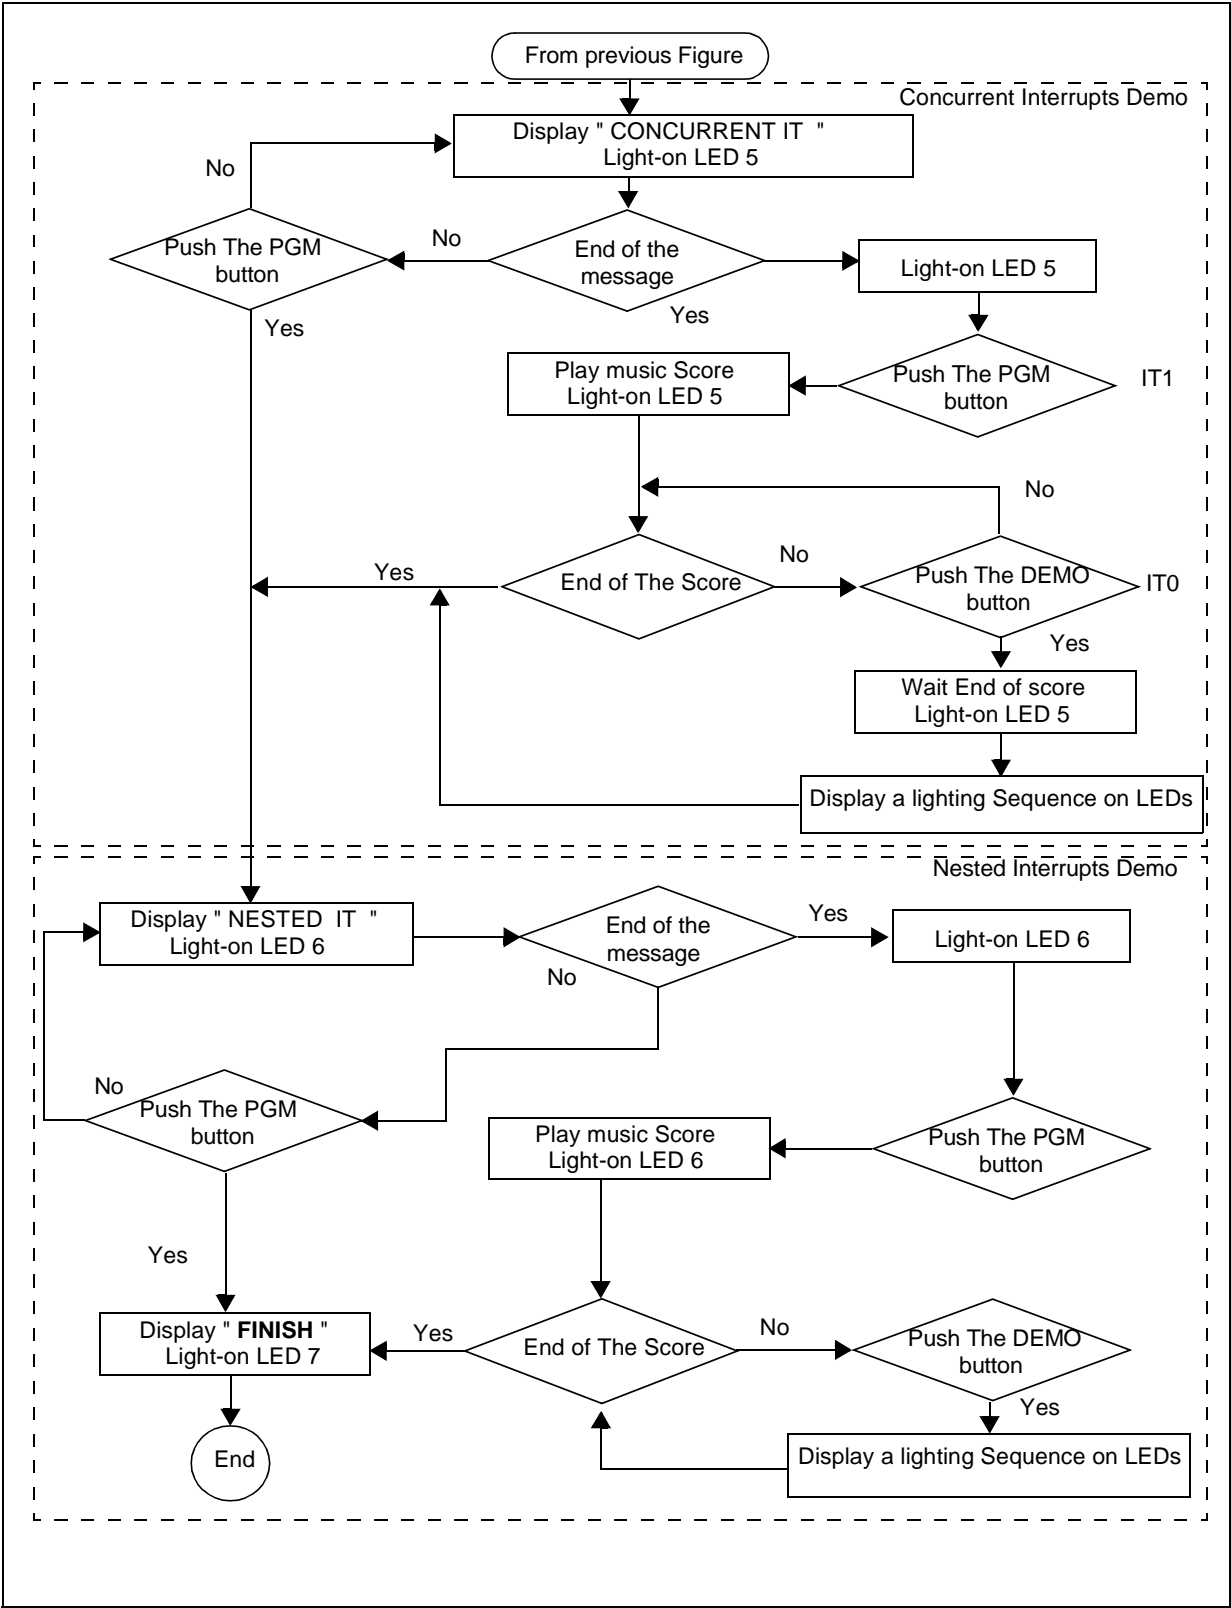 From previous Figure
Concurrent Interrupts Demo
Display " CONCURRENT IT "
Light-on LED 5
No
Push The PGM
button
No
End of the
message
Light-on LED 5
Yes
Yes
Play music Score
Light-on LED 5
Push The PGM
button
IT1
No
Yes
End of The Score
No
Push The DEMO
button
IT0
Yes
Wait End of score
Light-on LED 5
Display a lighting Sequence on LEDs
Nested Interrupts Demo
Display " NESTED IT "
Light-on LED 6
End of the
message
Yes
Light-on LED 6
No
No
Push The PGM
button
Play music Score
Light-on LED 6
Push The PGM
button
Yes
Display " FINISH "
Light-on LED 7
Yes
End of The Score
No
Push The DEMO
button
Yes
End
Display a lighting Sequence on LEDs